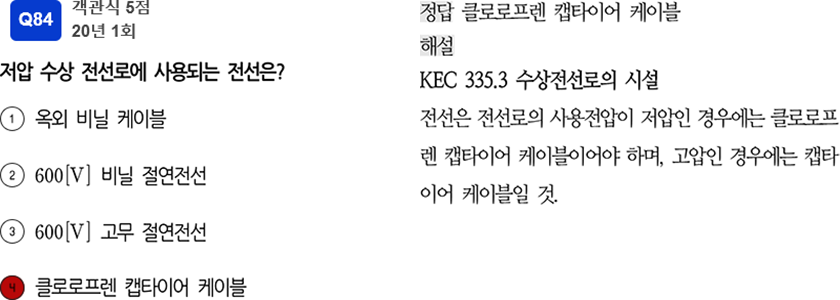 Q84
객관식 5점
20년 1회
저압 수상 전선로에 사용되는 전선은?
① 옥외 비닐 케이블
② 600[V] 비닐 절연전선
③ 600[V] 고무 절연전선
④ 클로로프렌 캡타이어 케이블
정답 클로로프렌 캡타이어 케이블
해설
KEC 335.3 수상전선로의 시설
전선은 전선로의 사용전압이 저압인 경우에는 클로로프
렌 캡타이어 케이블이어야 하며, 고압인 경우에는 캡타
이어 케이블일 것.